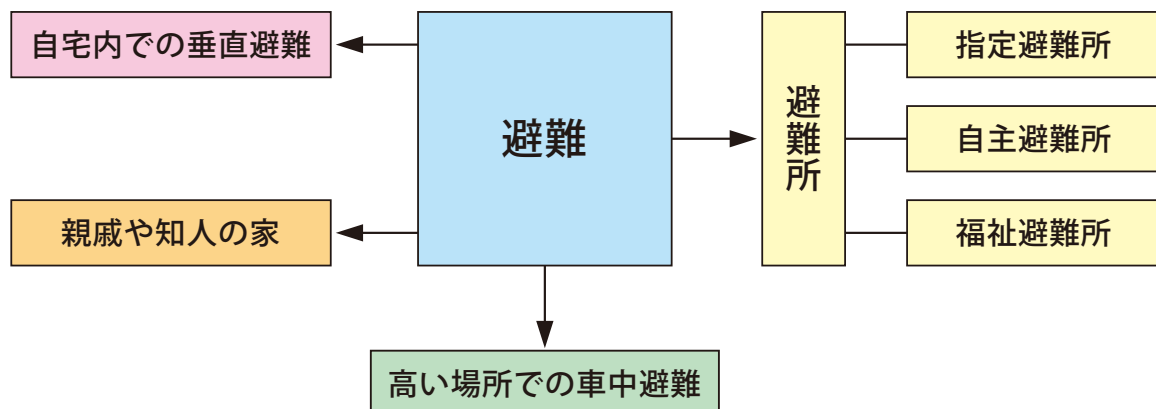 自宅内での垂直避難
避難
避難所
指定避難所
自主避難所
親戚や知人の家
福祉避難所
高い場所での車中避難